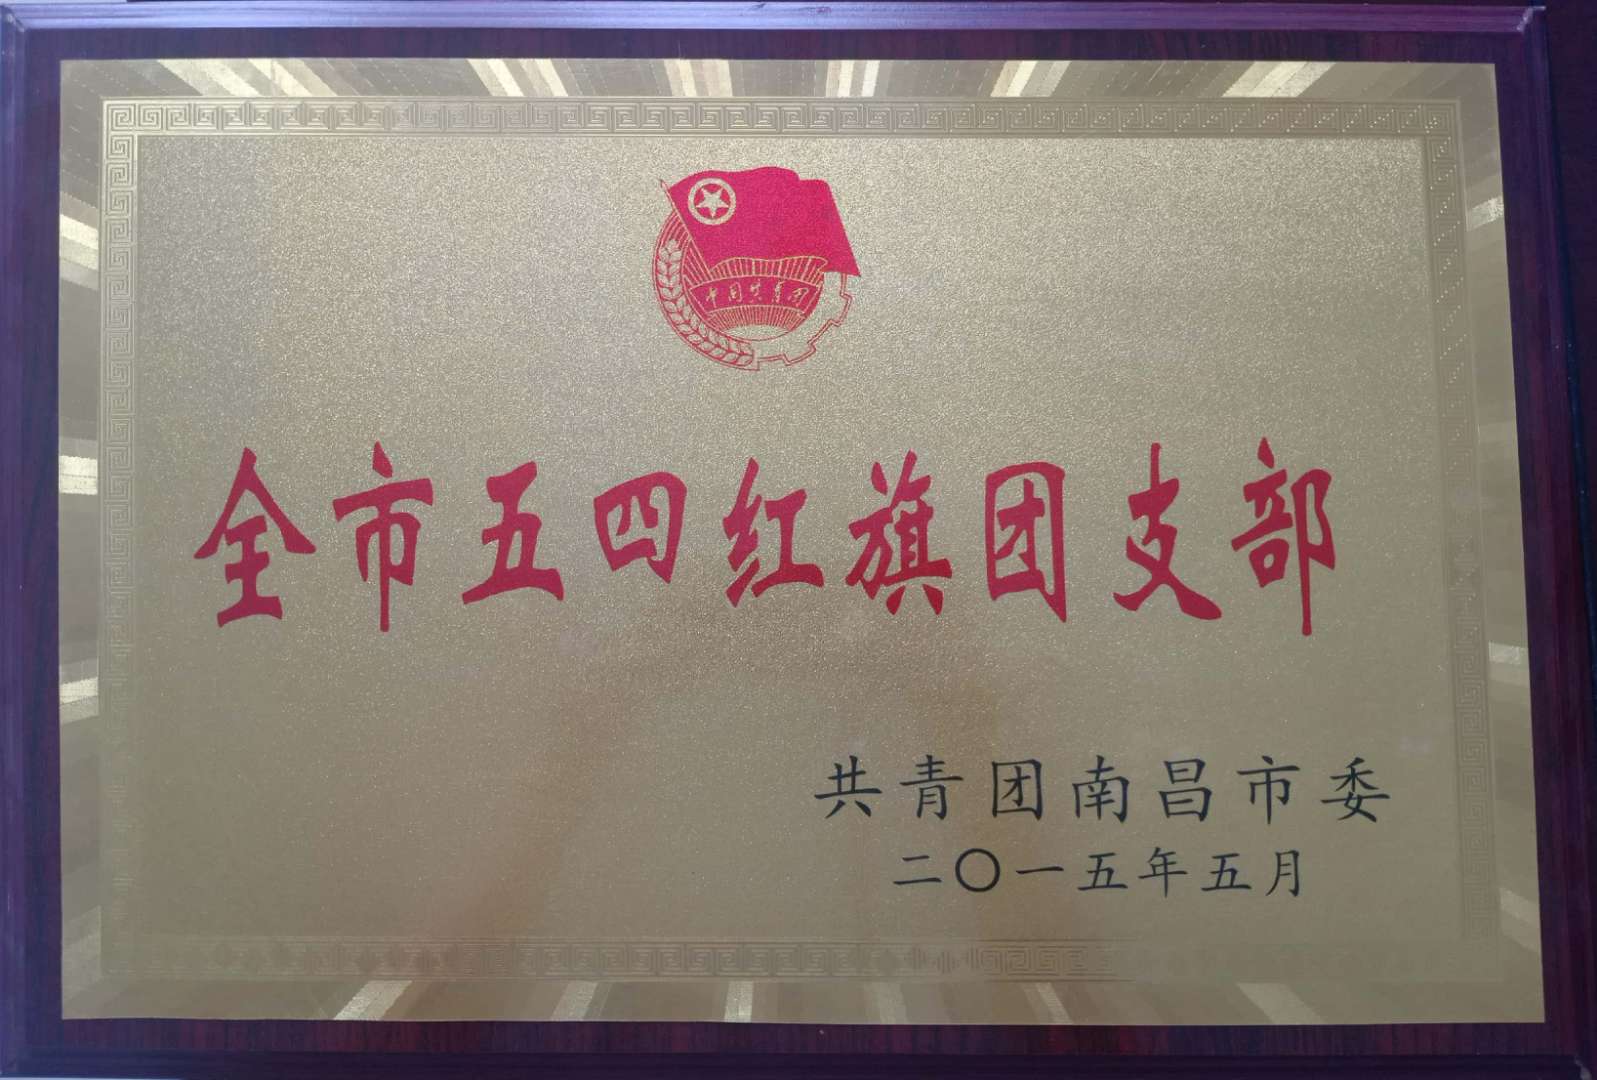 中国共青团
全市五四红旗团支部
共青团南昌市委
二〇一五年五月